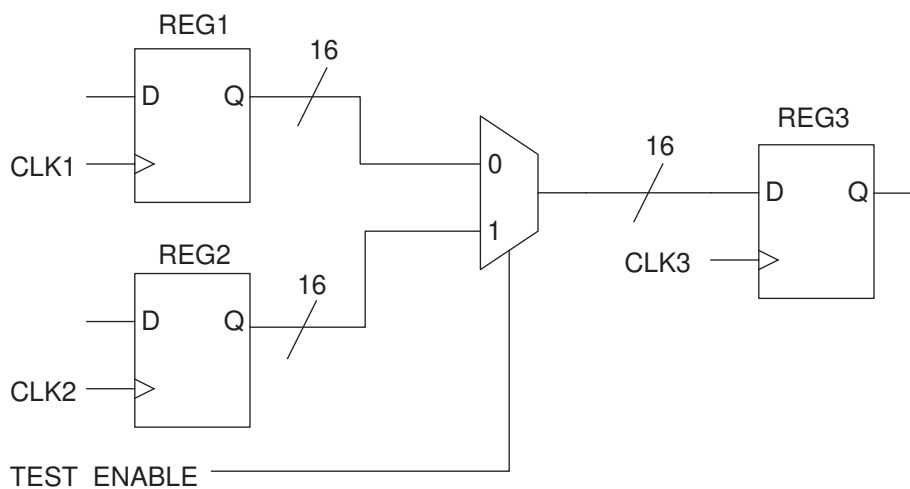 REG1
16
D Q
CLK1
REG3
16
0
D Q
1
REG2
CLK3
16
D Q
CLK2
TEST ENABLE